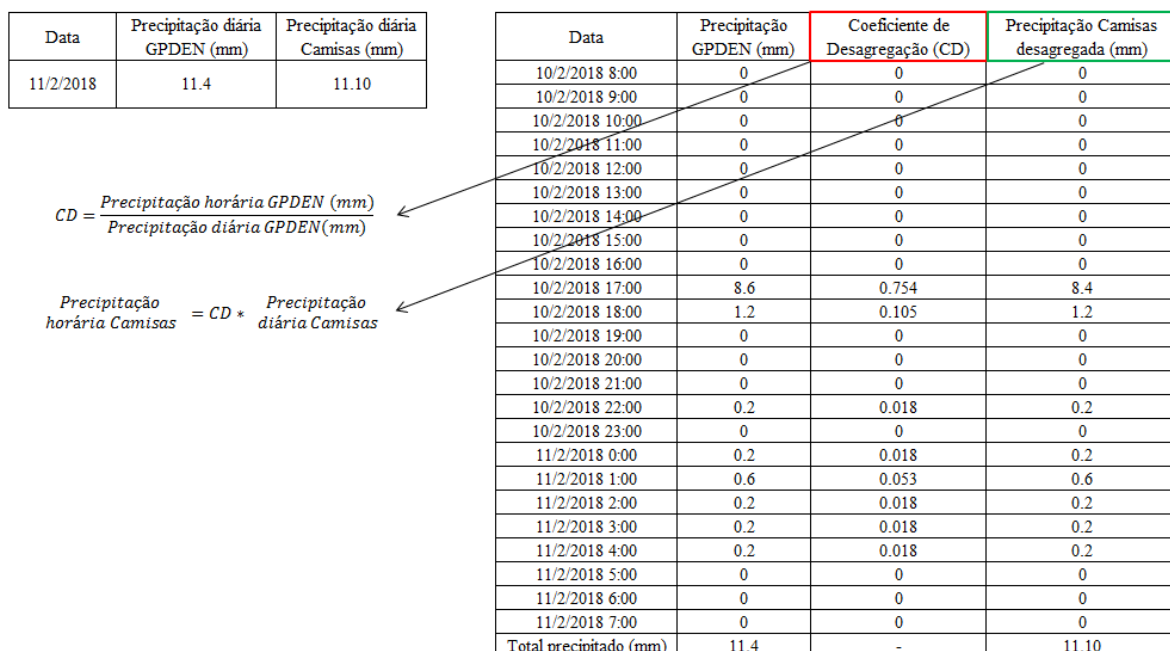 Data Precipitação diária GPDEN (mm) Precipitação diária Camisas (mm)
11/2/2018 11.4 11.10
CD = Precipitação horária GPDEN (mm)
Precipitação diária GPDEN(mm)
Precipitação horária Camisas = CD * Precipitação diária Camisas
Data Precipitação GPDEN (mm) Coeficiente de Desagregação (CD) Precipitação Camisas desagregada (mm)
10/2/2018 8:00 0 0 0
10/2/2018 9:00 0 0 0
10/2/2018 10:00 0 0 0
10/2/2018 11:00 0 0 0
10/2/2018 12:00 0 0 0
10/2/2018 13:00 0 0 0
10/2/2018 14:00 0 0 0
10/2/2018 15:00 0 0 0
10/2/2018 16:00 0 0 0
10/2/2018 17:00 8.6 0.754 8.4
10/2/2018 18:00 1.2 0.105 1.2
10/2/2018 19:00 0 0 0
10/2/2018 20:00 0 0 0
10/2/2018 21:00 0 0 0
10/2/2018 22:00 0.2 0.018 0.2
10/2/2018 23:00 0 0 0
11/2/2018 0:00 0.2 0.018 0.2
11/2/2018 1:00 0.6 0.053 0.6
11/2/2018 2:00 0.2 0.018 0.2
11/2/2018 3:00 0.2 0.018 0.2
11/2/2018 4:00 0.2 0.018 0.2
11/2/2018 5:00 0 0 0
11/2/2018 6:00 0 0 0
11/2/2018 7:00 0 0 0
Total precipitado (mm) 11.4 - 11.10